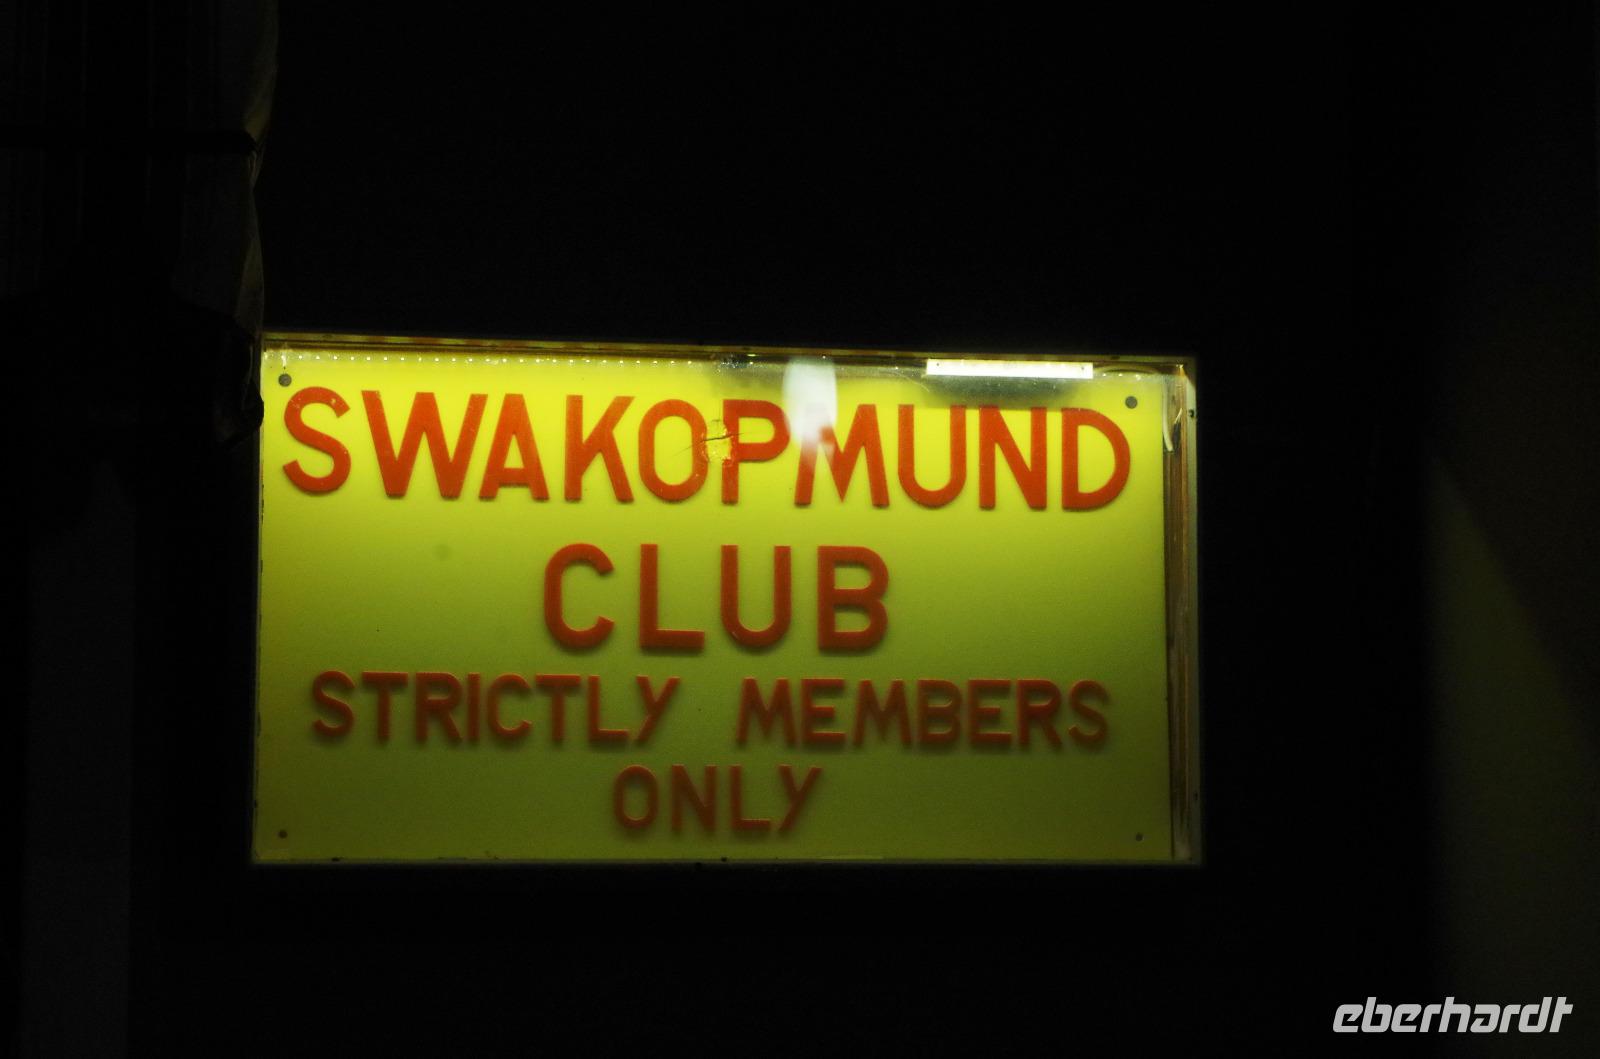 SWAKOPMUND
CLUB
STRICTLY MEMBERS
ONLY
eberhardt